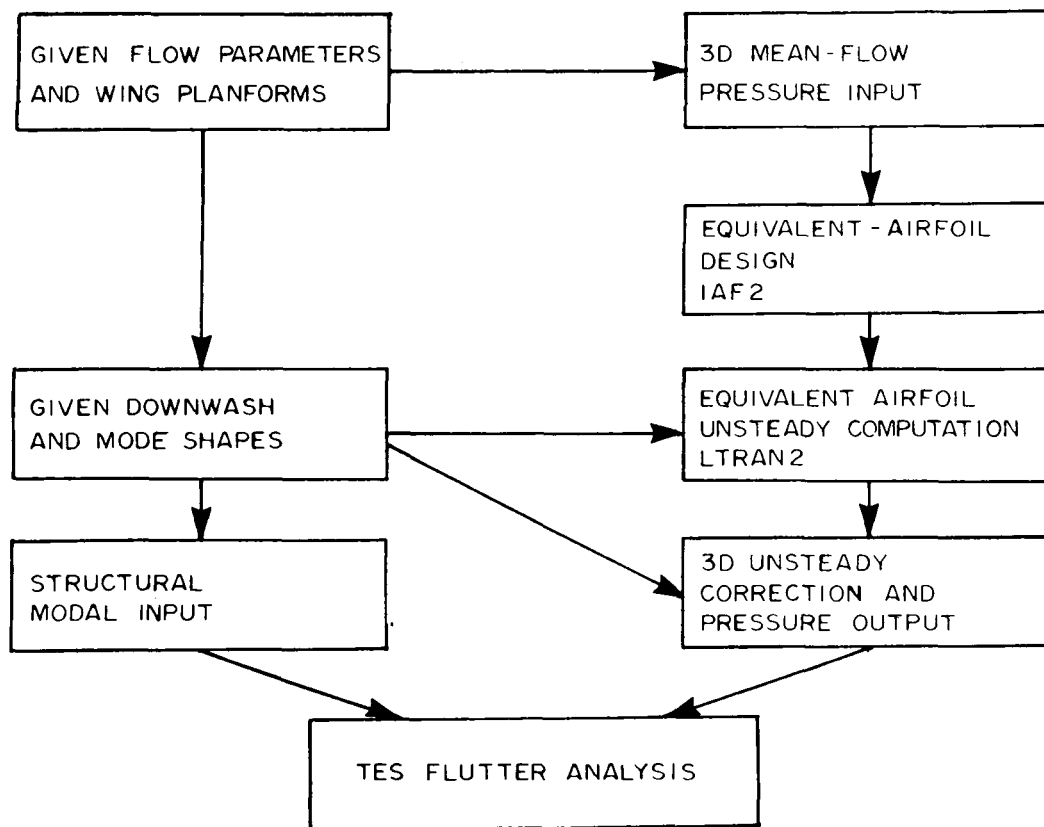 GIVEN FLOW PARAMETERS
AND WING PLANFORMS
3D MEAN-FLOW
PRESSURE INPUT
EQUIVALENT-AIRFOIL
DESIGN
IAF2
GIVEN DOWNWASH
AND MODE SHAPES
EQUIVALENT AIRFOIL
UNSTEADY COMPUTATION
LTRAN2
STRUCTURAL
MODAL INPUT
3D UNSTEADY
CORRECTION AND
PRESSURE OUTPUT
TES FLUTTER ANALYSIS